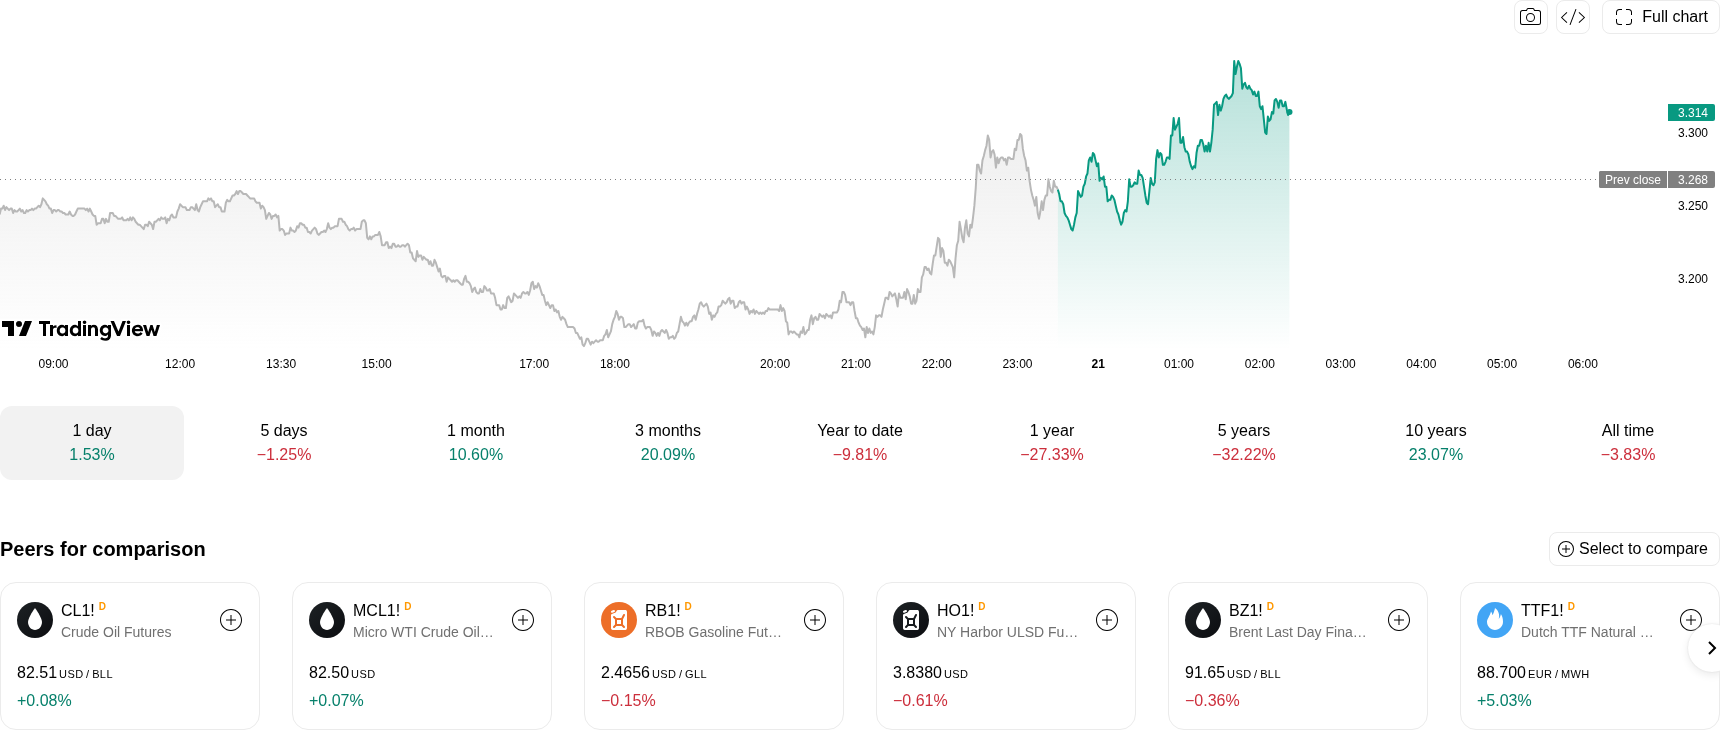 Full chart
3.314
3.300
Prev close 3.268
3.250
3.200
TradingView
09:00 12:00 13:30 15:00 17:00 18:00 20:00 21:00 22:00 23:00 21 01:00 02:00 03:00 04:00 05:00 06:00
1 day 5 days 1 month 3 months Year to date 1 year 5 years 10 years All time
1.53% −1.25% 10.60% 20.09% −9.81% −27.33% −32.22% 23.07% −3.83%
Peers for comparison
Select to compare
CL1! D
Crude Oil Futures
82.51 USD / BLL
+0.08%
MCL1! D
Micro WTI Crude Oil…
82.50 USD
+0.07%
RB1! D
RBOB Gasoline Fut…
2.4656 USD / GLL
−0.15%
HO1! D
NY Harbor ULSD Fu…
3.8380 USD
−0.61%
BZ1! D
Brent Last Day Fina…
91.65 USD / BLL
−0.36%
TTF1! D
Dutch TTF Natural …
88.700 EUR / MWH
+5.03%